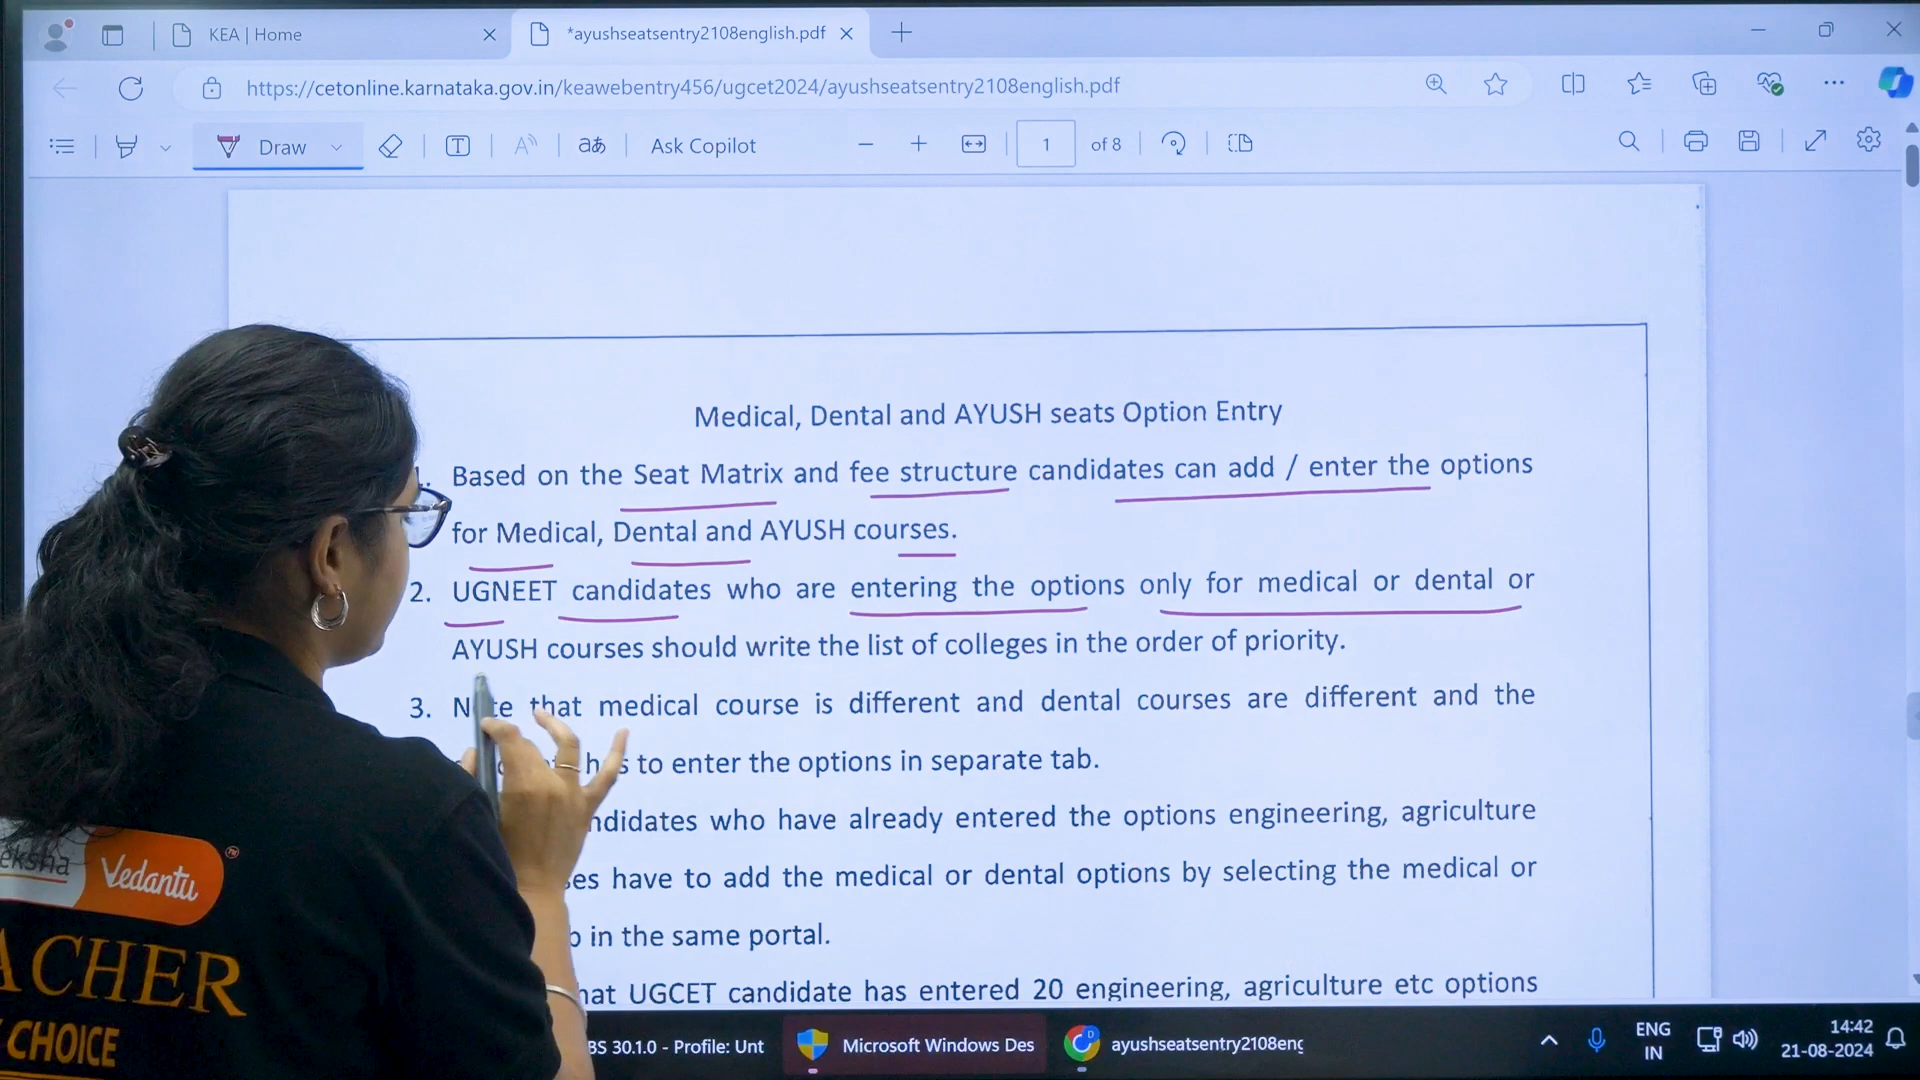 KEA | Home
*ayushseatsentry2108english.pdf
https://cetonline.karnataka.gov.in/keawebentry456/ugcet2024/ayushseatsentry2108english.pdf
Draw
Ask Copilot
1 of 8
Medical, Dental and AYUSH seats Option Entry
1. Based on the Seat Matrix and fee structure candidates can add / enter the options
for Medical, Dental and AYUSH courses.
2. UGNEET candidates who are entering the options only for medical or dental or
AYUSH courses should write the list of colleges in the order of priority.
3. Note that medical course is different and dental courses are different and the
to enter the options in separate tab.
ndidates who have already entered the options engineering, agriculture
ses have to add the medical or dental options by selecting the medical or
b in the same portal.
hat UGCET candidate has entered 20 engineering, agriculture etc options
eksha
Vedantu
ACHER
CHOICE
BS 30.1.0 - Profile: Unt
Microsoft Windows Des
ayushseatsentry2108eng
ENG
IN
14:42
21-08-2024